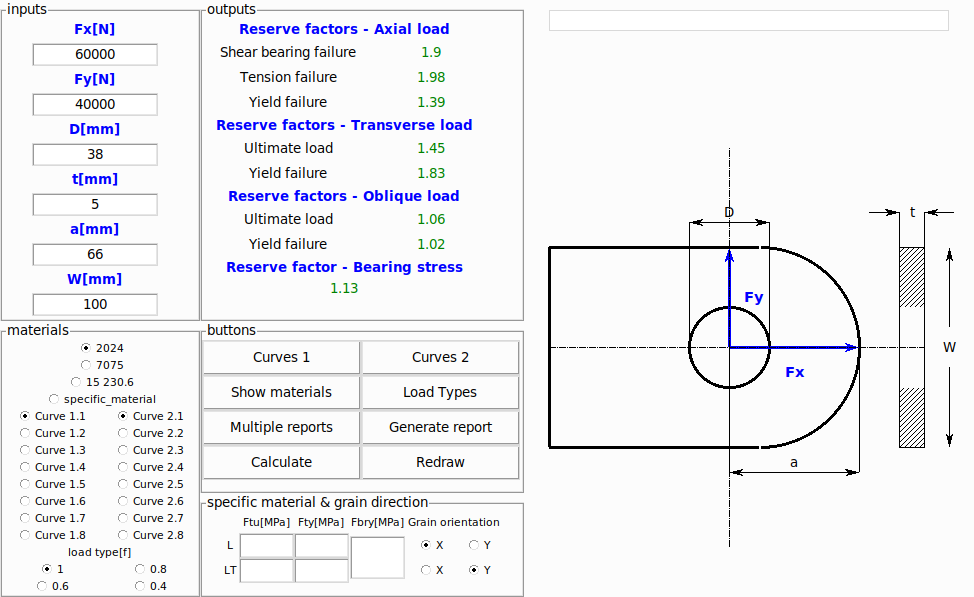 inputs
Fx[N]
60000
Fy[N]
40000
D[mm]
38
t[mm]
5
a[mm]
66
W[mm]
100
outputs
Reserve factors - Axial load
Shear bearing failure 1.9
Tension failure 1.98
Yield failure 1.39
Reserve factors - Transverse load
Ultimate load 1.45
Yield failure 1.83
Reserve factors - Oblique load
Ultimate load 1.06
Yield failure 1.02
Reserve factor - Bearing stress
1.13
materials
2024
7075
15 230.6
specific_material
Curve 1.1 Curve 2.1
Curve 1.2 Curve 2.2
Curve 1.3 Curve 2.3
Curve 1.4 Curve 2.4
Curve 1.5 Curve 2.5
Curve 1.6 Curve 2.6
Curve 1.7 Curve 2.7
Curve 1.8 Curve 2.8
load type[f]
1 0.8
0.6 0.4
buttons
Curves 1 Curves 2
Show materials Load Types
Multiple reports Generate report
Calculate Redraw
specific material & grain direction
Ftu[MPa] Fty[MPa] Fbry[MPa] Grain orientation
L X Y
LT X Y
D
t
Fy
W
Fx
a